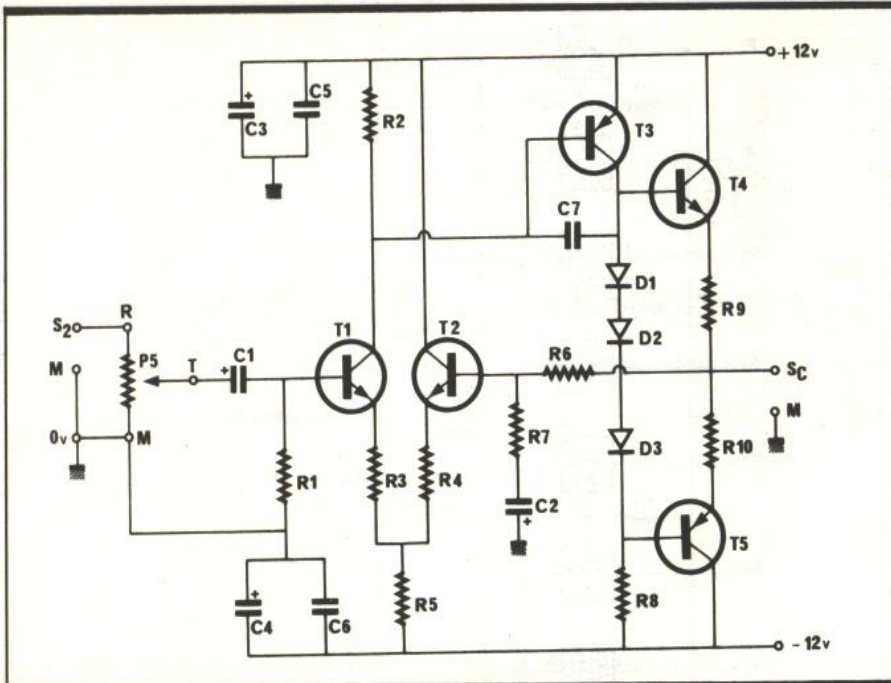 +12v
C3
C5
R2
T3
T4
C7
D1
S2
R
P5
T
C1
T1
T2
D2
R9
R6
SC
M
M
0v
M
R1
R3
R4
R7
D3
R10
C2
T5
C4
C6
R5
R8
-12v